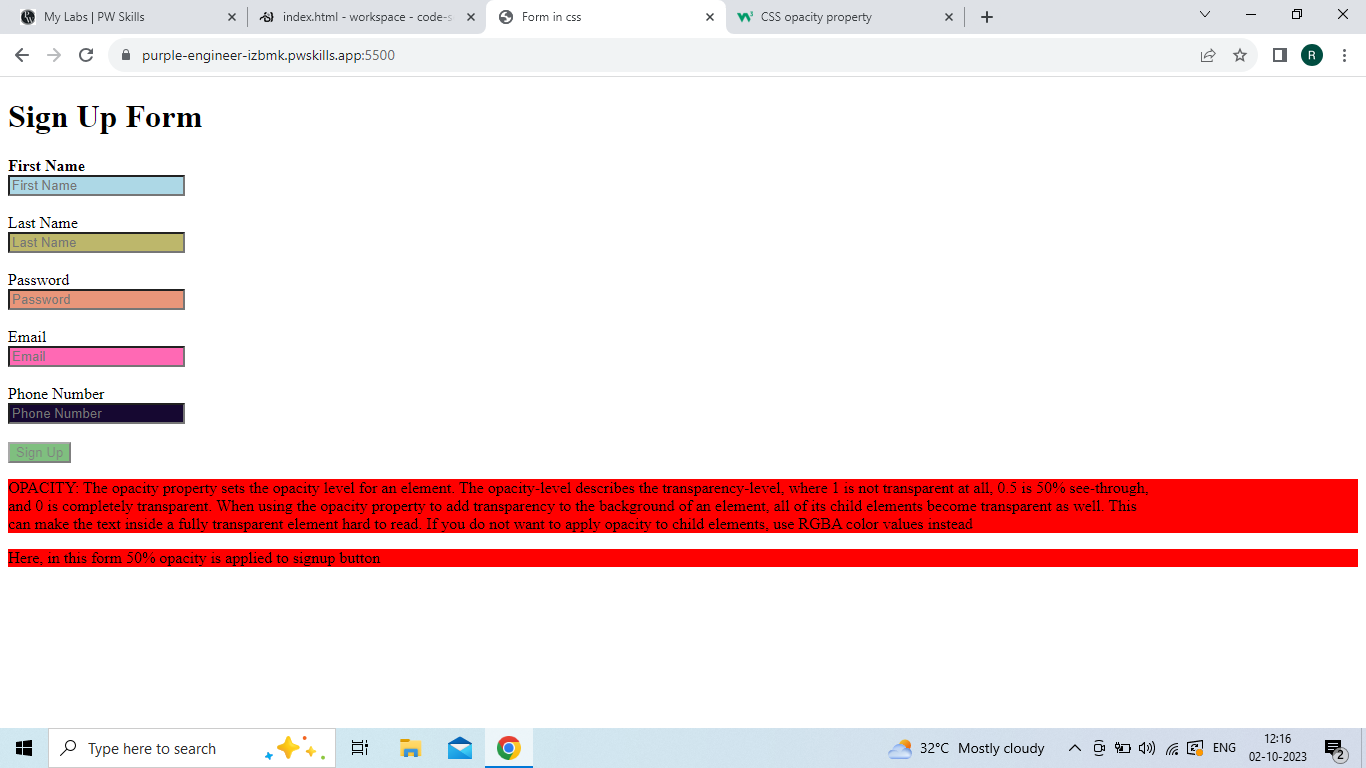 My Labs | PW Skills
index.html - workspace - code-s
Form in css
CSS opacity property
purple-engineer-izbmk.pwskills.app:5500
R
Sign Up Form
First Name
First Name
Last Name
Last Name
Password
Password
Email
Email
Phone Number
Phone Number
Sign Up
OPACITY: The opacity property sets the opacity level for an element. The opacity-level describes the transparency-level, where 1 is not transparent at all, 0.5 is 50% see-through,
and 0 is completely transparent. When using the opacity property to add transparency to the background of an element, all of its child elements become transparent as well. This
can make the text inside a fully transparent element hard to read. If you do not want to apply opacity to child elements, use RGBA color values instead
Here, in this form 50% opacity is applied to signup button
Type here to search
32°C Mostly cloudy
ENG
12:16
02-10-2023
2